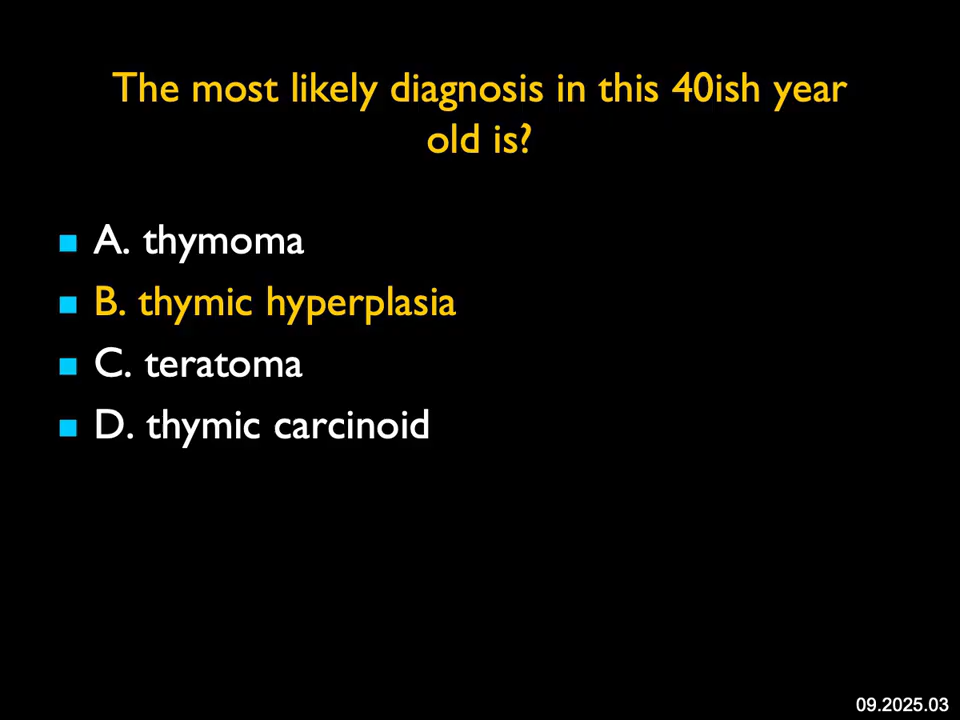 The most likely diagnosis in this 40ish year
old is?
A. thymoma
B. thymic hyperplasia
C. teratoma
D. thymic carcinoid
09.2025.03